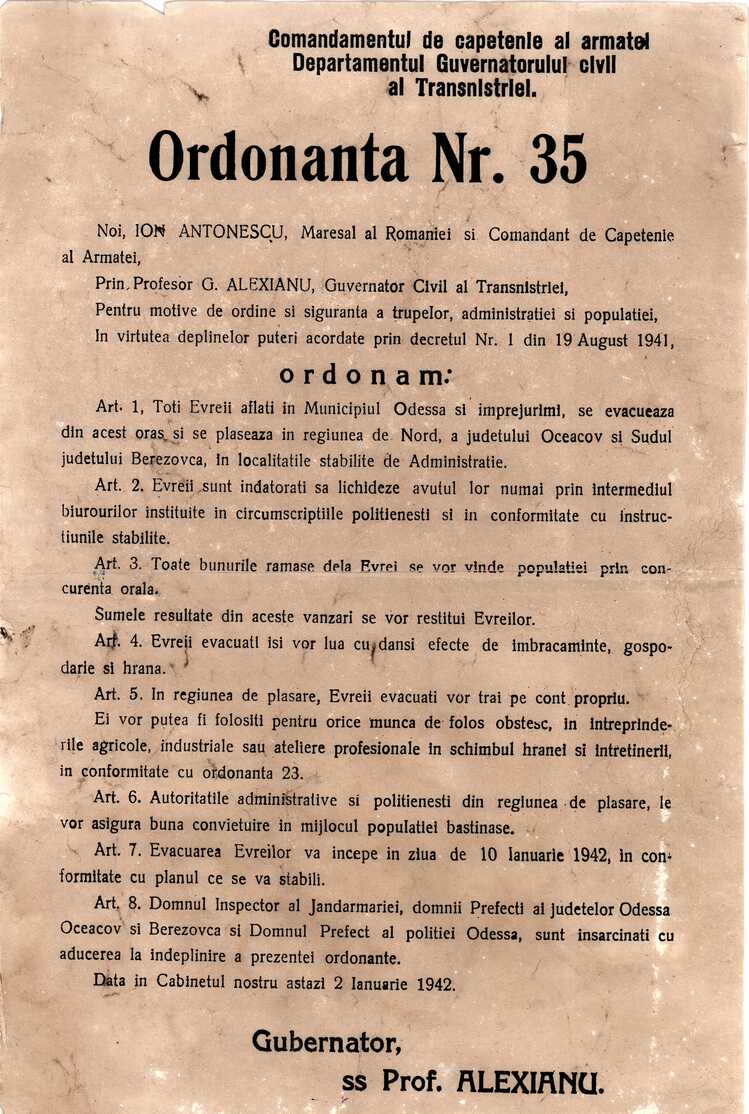 Comandamentul de capetenie al armatei
Departamentul Guvernatorului civil
al Transnistriei.
Ordonanta Nr. 35
Noi, ION ANTONESCU, Maresal al Romaniei si Comandant de Capetenie
al Armatei,
Prin Profesor G. ALEXIANU, Guvernator Civil al Transnistriei,
Pentru motive de ordine si siguranta a trupelor, administratiei si populatiei,
In virtutea deplinelor puteri acordate prin decretul Nr. 1 din 19 August 1941,
ordonam:
Art. 1, Toti Evreii aflati in Municipiul Odessa si imprejurimi, se evacueaza
din acest oras si se plaseaza in regiunea de Nord, a judetului Oceacov si Sudul
judetului Berezovca, in localitatile stabilite de Administratie.
Art. 2. Evreii sunt indatorati sa lichideze avutul lor numai prin intermediul
biurourilor instituite in circumscriptiile politienesti si in conformitate cu instruc-
tiunile stabilite.
Art. 3. Toate bunurile ramase dela Evrei se vor vinde populatiei prin con-
curenta orala.
Sumele resultate din aceste vanzari se vor restitui Evreilor.
Art. 4. Evreii evacuati isi vor lua cu dansi efecte de imbracaminte, gospo-
darie si hrana.
Art. 5. In regiunea de plasare, Evreii evacuati vor trai pe cont propriu.
Ei vor putea fi folositi pentru orice munca de folos obstesc, in intreprinde-
rile agricole, industriale sau ateliere profesionale in schimbul hranei si intretinerii,
in conformitate cu ordonanta 23.
Art. 6. Autoritatile administrative si politienesti din regiunea de plasare, le
vor asigura buna convietuire in mijlocul populatiei bastinase.
Art. 7. Evacuarea Evreilor va incepe in ziua de 10 Ianuarie 1942, in con-
formitate cu planul ce se va stabili.
Art. 8. Domnul Inspector al Jandarmariei, domnii Prefecti ai judetelor Odessa
Oceacov si Berezovca si Domnul Prefect al politiei Odessa, sunt insarcinati cu
aducerea la indeplinire a prezentei ordonante.
Data in Cabinetul nostru astazi 2 Ianuarie 1942.
Gubernator,
ss Prof. ALEXIANU.